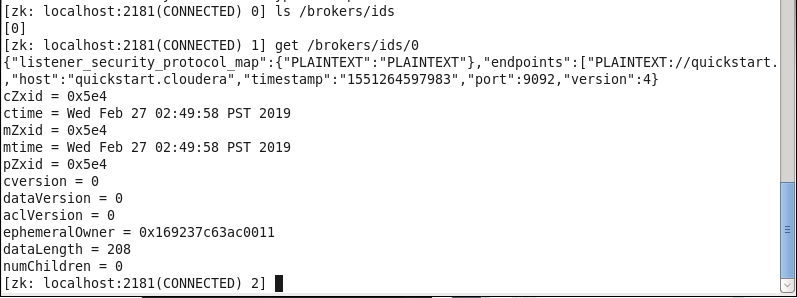 [zk: localhost:2181(CONNECTED) 0] ls /brokers/ids
[0]
[zk: localhost:2181(CONNECTED) 1] get /brokers/ids/0
{"listener_security_protocol_map":{"PLAINTEXT":"PLAINTEXT"},"endpoints":["PLAINTEXT://quickstart.
,"host":"quickstart.cloudera","timestamp":"1551264597983","port":9092,"version":4}
cZxid = 0x5e4
ctime = Wed Feb 27 02:49:58 PST 2019
mZxid = 0x5e4
mtime = Wed Feb 27 02:49:58 PST 2019
pZxid = 0x5e4
cversion = 0
dataVersion = 0
aclVersion = 0
ephemeralOwner = 0x169237c63ac0011
dataLength = 208
numChildren = 0
[zk: localhost:2181(CONNECTED) 2]